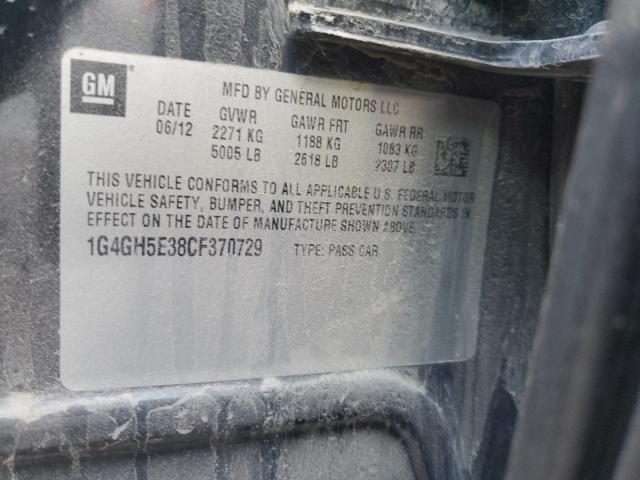 GM
MFD BY GENERAL MOTORS LLC
DATE GVWR GAWR FRT GAWR RR
06/12 2271 KG 1188 KG 1083 KG
5005 LB 2618 LB 2387 LB
THIS VEHICLE CONFORMS TO ALL APPLICABLE U.S. FEDERAL MOTOR
VEHICLE SAFETY, BUMPER, AND THEFT PREVENTION STANDARDS IN
EFFECT ON THE DATE OF MANUFACTURE SHOWN ABOVE.
1G4GH5E38CF370729 TYPE: PASS CAR